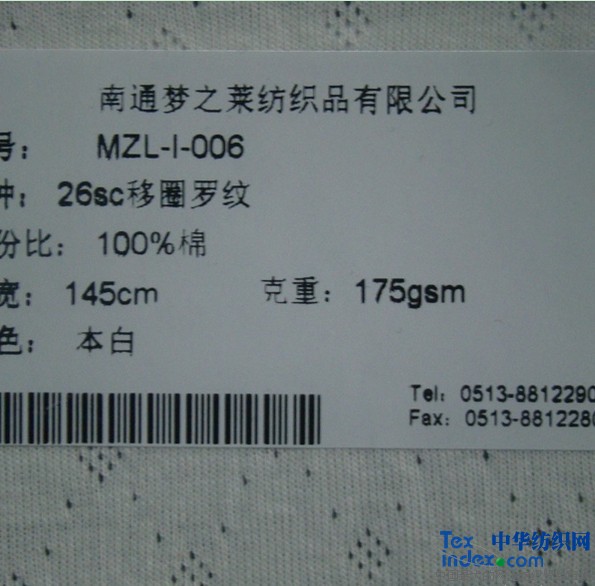 南通梦之莱纺织品有限公司
号： MZL-I-006
种： 26sc移圈罗纹
份比： 100%棉
宽： 145cm 克重： 175gsm
色： 本白
Tel： 0513-8812290
Fax： 0513-8812280
Tex 中华纺织网
index.com